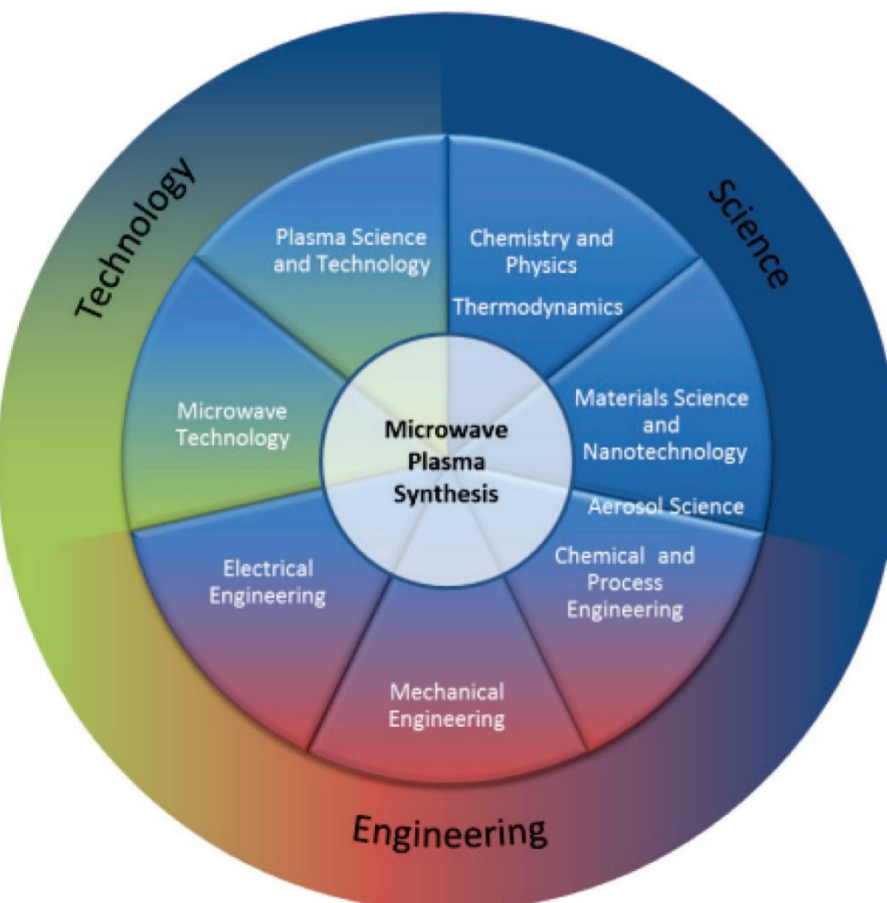 Technology
Science
Plasma Science
and Technology
Chemistry and
Physics
Thermodynamics
Microwave
Technology
Microwave
Plasma
Synthesis
Materials Science
and
Nanotechnology
Aerosol Science
Electrical
Engineering
Chemical and
Process
Engineering
Mechanical
Engineering
Engineering